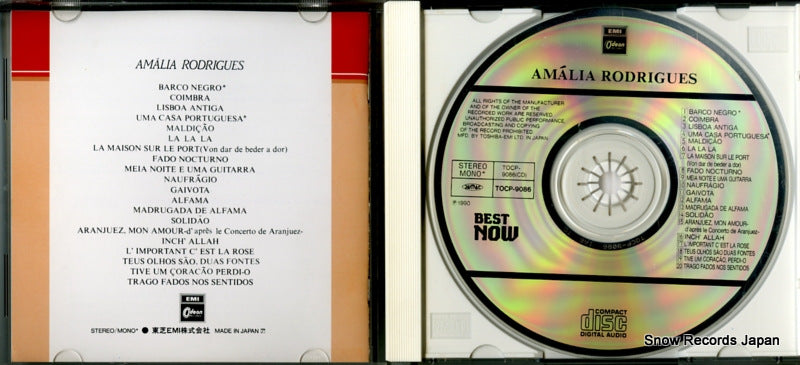 AMÁLIA RODRIGUES
BARCO NEGRO*
COIMBRA
LISBOA ANTIGA
UMA CASA PORTUGUESA*
MALDIÇÃO
LA LA LA
LA MAISON SUR LE PORT(Von dar de beder a dor)
FADO NOCTURNO
MEIA NOITE E UMA GUITARRA
NAUFRÁGIO
GAIVOTA
ALFAMA
MADRUGADA DE ALFAMA
SOLIDÃO
ARANJUEZ, MON AMOUR-d'après le Concerto de Aranjuez-
INCH' ALLAH
L' IMPORTANT C' EST LA ROSE
TEUS OLHOS SÃO, DUAS FONTES
TIVE UM ÇORAÇÃO PERDI-O
TRAGO FADOS NOS SENTIDOS
EMI
Odeon
STEREO/MONO* ● 東芝EMI株式会社 MADE IN JAPAN
EMI
Odeon
AMÁLIA RODRIGUES
ALL RIGHTS OF THE MANUFACTURER
AND OF THE OWNER OF THE
RECORDED WORK ARE RESERVED.
UNAUTHORIZED PUBLIC PERFORMANCE,
BROADCASTING AND COPYING
OF THE RECORD PROHIBITED.
MFD. BY TOSHIBA-EMI LTD. IN JAPAN
STEREO
MONO*
TOCP-
9086(CD)
TOCP-9086
℗1990
BEST
NOW
1 BARCO NEGRO*
2 COIMBRA
3 LISBOA ANTIGA
4 UMA CASA PORTUGUESA*
5 MALDIÇÃO
6 LA LA LA
7 LA MAISON SUR LE PORT
(Von dar de beder a dor)
8 FADO NOCTURNO
9 MEIA NOITE E UMA GUITARRA
10 NAUFRÁGIO
11 GAIVOTA
12 ALFAMA
13 MADRUGADA DE ALFAMA
14 SOLIDÃO
15 ARANJUEZ, MON AMOUR-
d'après le Concerto de Aranjuez-
16 INCH' ALLAH
17 L'IMPORTANT C'EST LA ROSE
18 TEUS OLHOS SÃO, DUAS FONTES
19 TIVE UM CORAÇÃO, PERDI-O
20 TRAGO FADOS NOS SENTIDOS
TOCP-9086
COMPACT
disc
DIGITAL AUDIO
Snow Records Japan